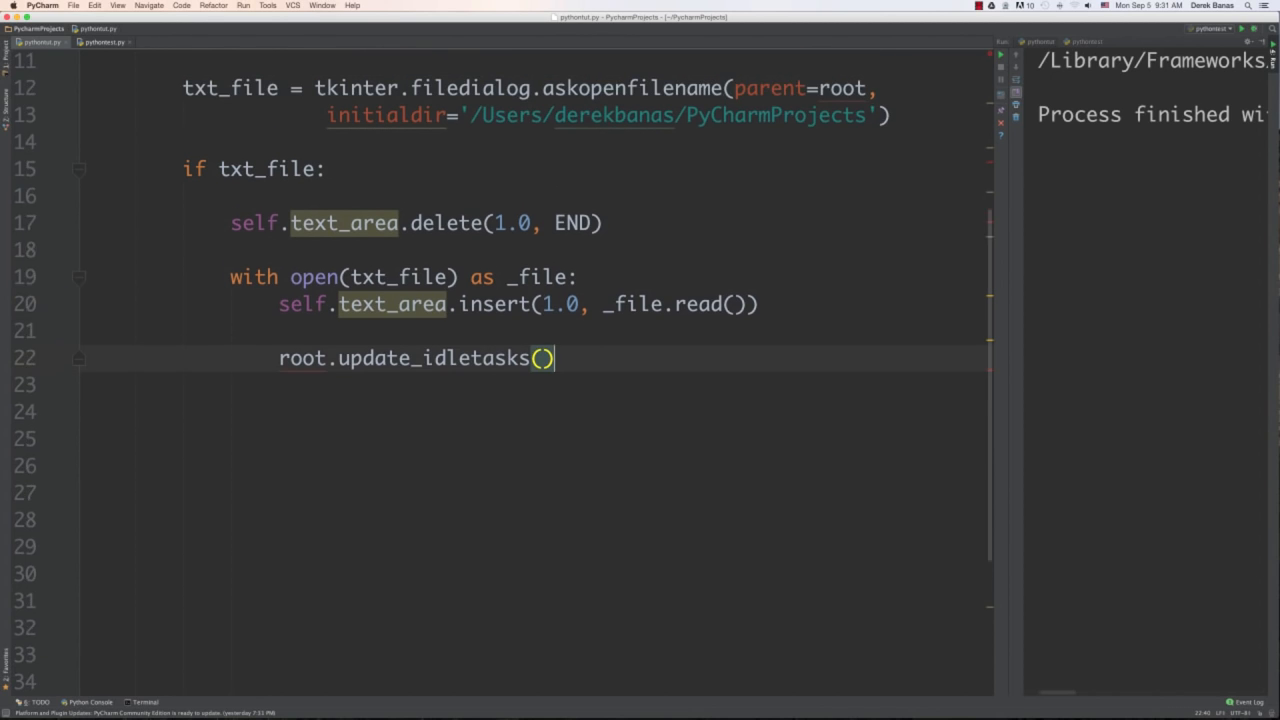 PyCharm File Edit View Navigate Code Refactor Run Tools VCS Window Help 10 Mon Sep 5 9:31 AM Derek Banas
pythontut.py - PycharmProjects - [~/PycharmProjects]
PycharmProjects pythontut.py pythontest
pythontut.py pythontest.py Run: pythontut pythontest
11
12 txt_file = tkinter.filedialog.askopenfilename(parent=root,
13 initialdir='/Users/derekbanas/PyCharmProjects')
14
15 if txt_file:
16
17 self.text_area.delete(1.0, END)
18
19 with open(txt_file) as _file:
20 self.text_area.insert(1.0, _file.read())
21
22 root.update_idletasks()
23
24
25
26
27
28
29
30
31
32
33
34
/Library/Frameworks
Process finished wi
1: Project
7: Structure
2: Favorites
Run
6: TODO Python Console Terminal Event Log
Platform and Plugin Updates: PyCharm Community Edition is ready to update. (yesterday 7:51 PM) 22:40 LF÷ UTF-8÷